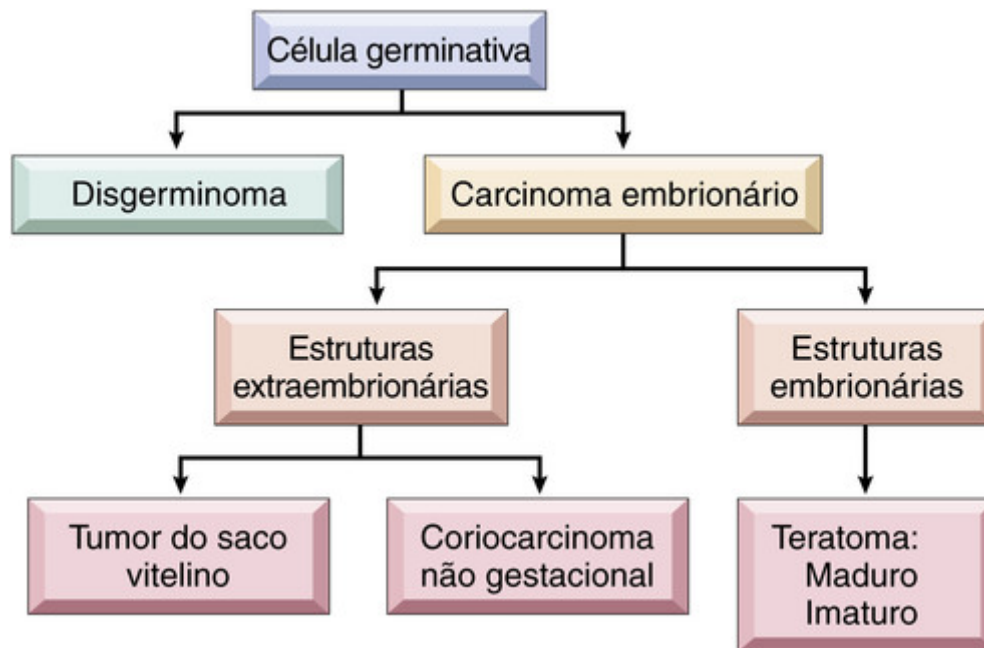 Célula germinativa
Disgerminoma
Carcinoma embrionário
Estruturas
extraembrionárias
Estruturas
embrionárias
Tumor do saco
vitelino
Coriocarcinoma
não gestacional
Teratoma:
Maduro
Imaturo